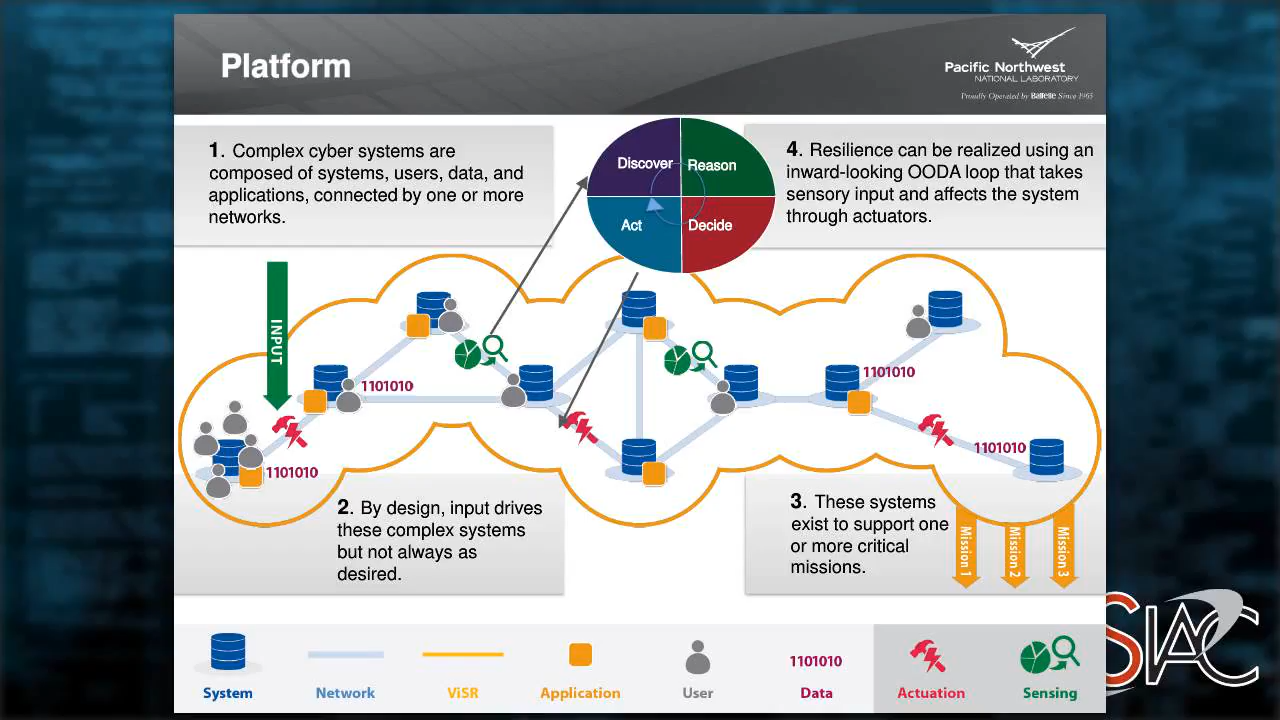 Platform
Pacific Northwest
NATIONAL LABORATORY
Proudly Operated by Battelle Since 1965
1. Complex cyber systems are
composed of systems, users, data, and
applications, connected by one or more
networks.
Discover
Reason
Act
Decide
4. Resilience can be realized using an
inward-looking OODA loop that takes
sensory input and affects the system
through actuators.
INPUT
1101010
1101010
1101010
1101010
2. By design, input drives
these complex systems
but not always as
desired.
3. These systems
exist to support one
or more critical
missions.
Mission 1
Mission 2
Mission 3
1101010
System
Network
ViSR
Application
User
Data
Actuation
Sensing
SIAC